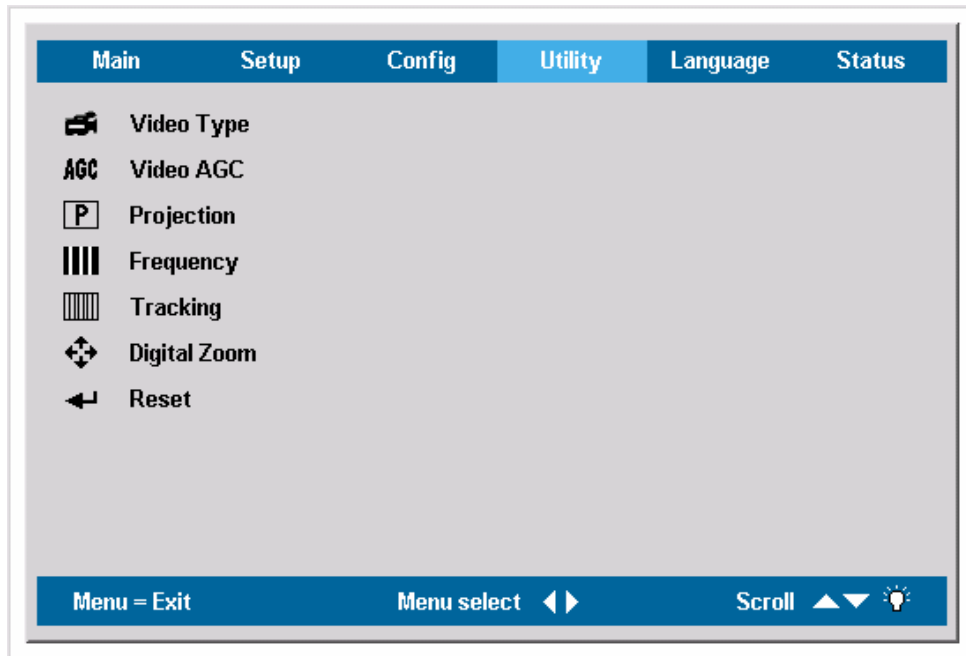 Main Setup Config Utility Language Status
Video Type
AGC Video AGC
P Projection
Frequency
Tracking
Digital Zoom
Reset
Menu = Exit Menu select Scroll